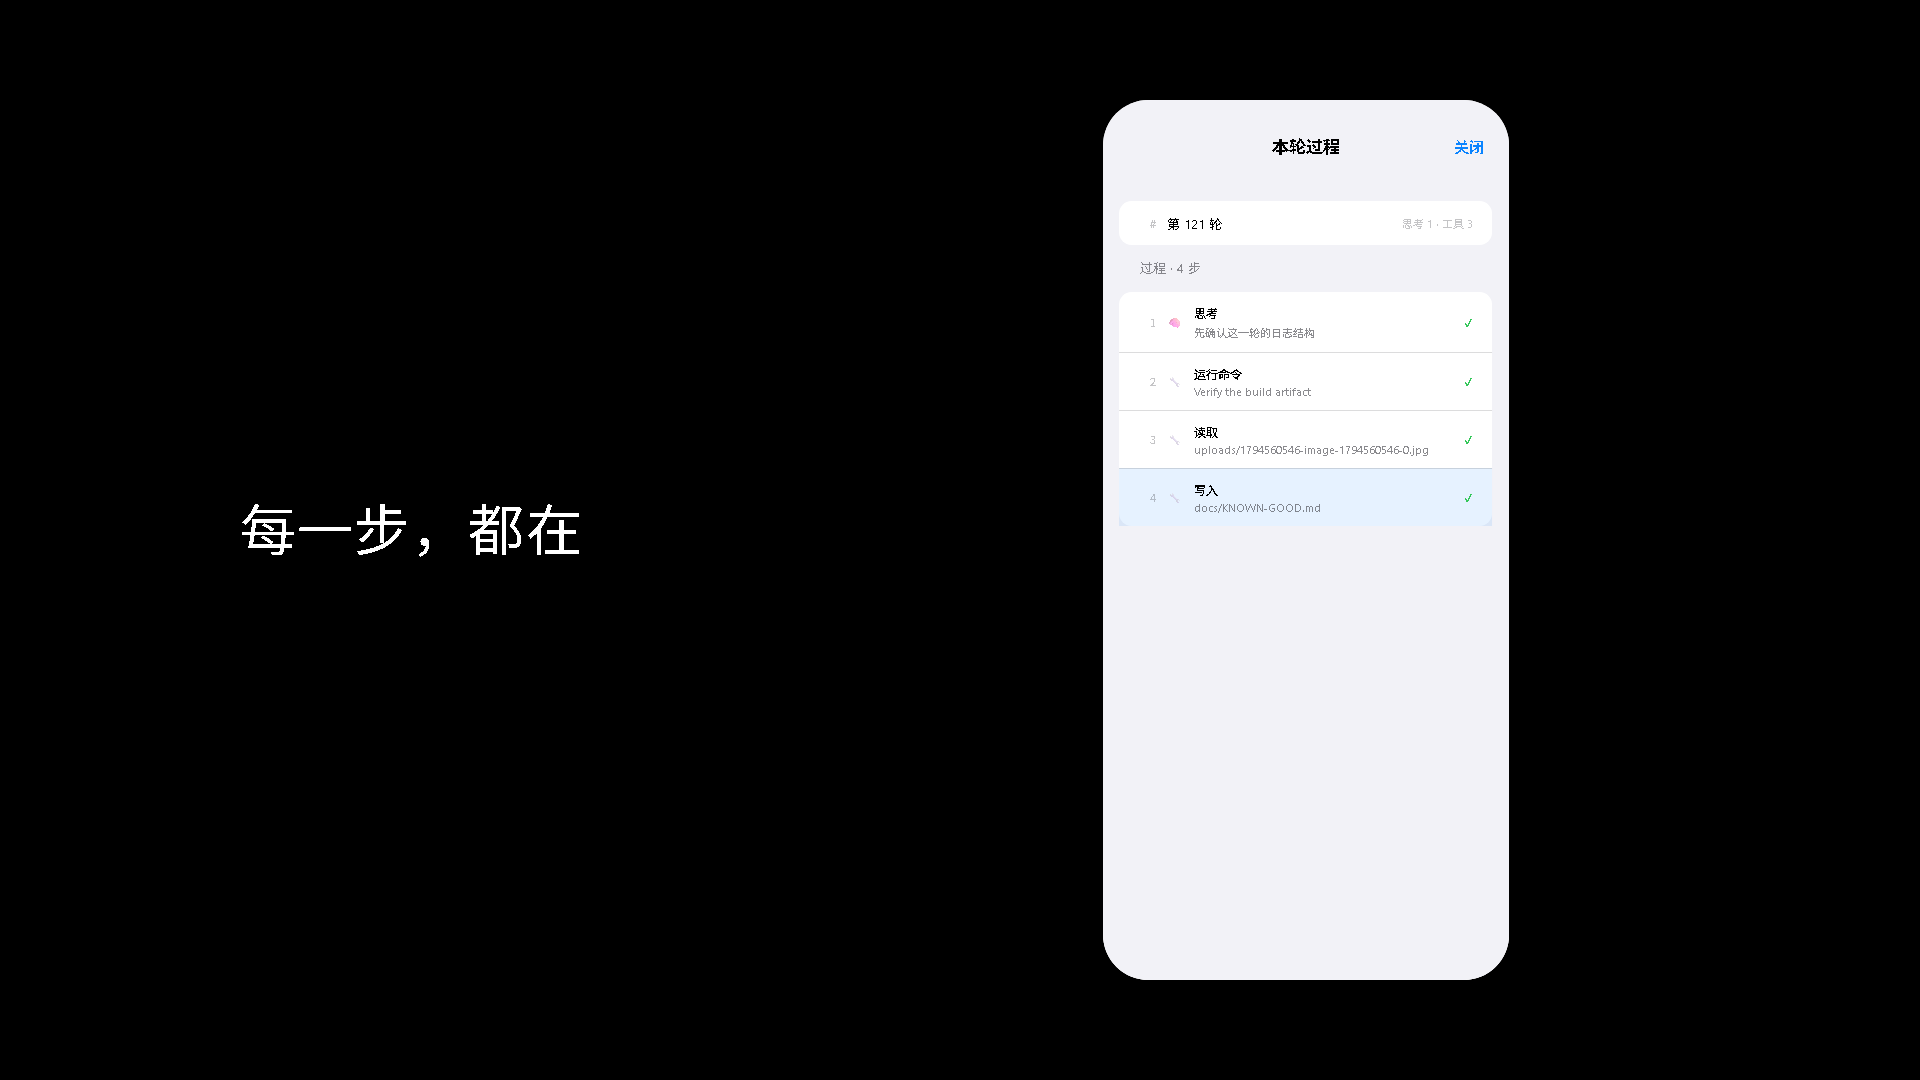 每一步，都在
本轮过程
关闭
# 第 121 轮 思考 1 · 工具 3
过程 · 4 步
1 思考
先确认这一轮的日志结构
2 运行命令
Verify the build artifact
3 读取
uploads/1794560546-image-1794560546-0.jpg
4 写入
docs/KNOWN-GOOD.md